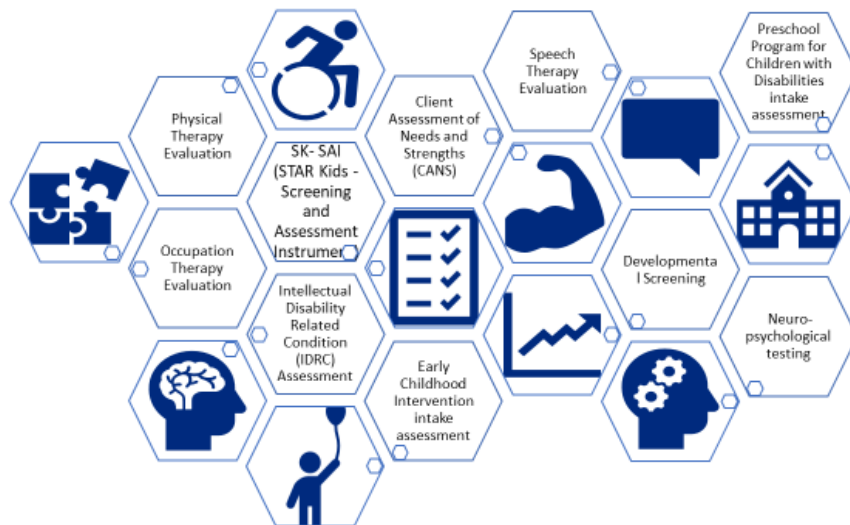 Physical
Therapy
Evaluation
Occupation
Therapy
Evaluation
SK- SAI
(STAR Kids -
Screening
and
Assessment
Instrument)
Intellectual
Disability
Related
Condition
(IDRC)
Assessment
Client
Assessment of
Needs and
Strengths
(CANS)
Early
Childhood
Intervention
intake
assessment
Speech
Therapy
Evaluation
Developmenta
l Screening
Preschool
Program for
Children with
Disabilities
intake
assessment
Neuro-
psychological
testing